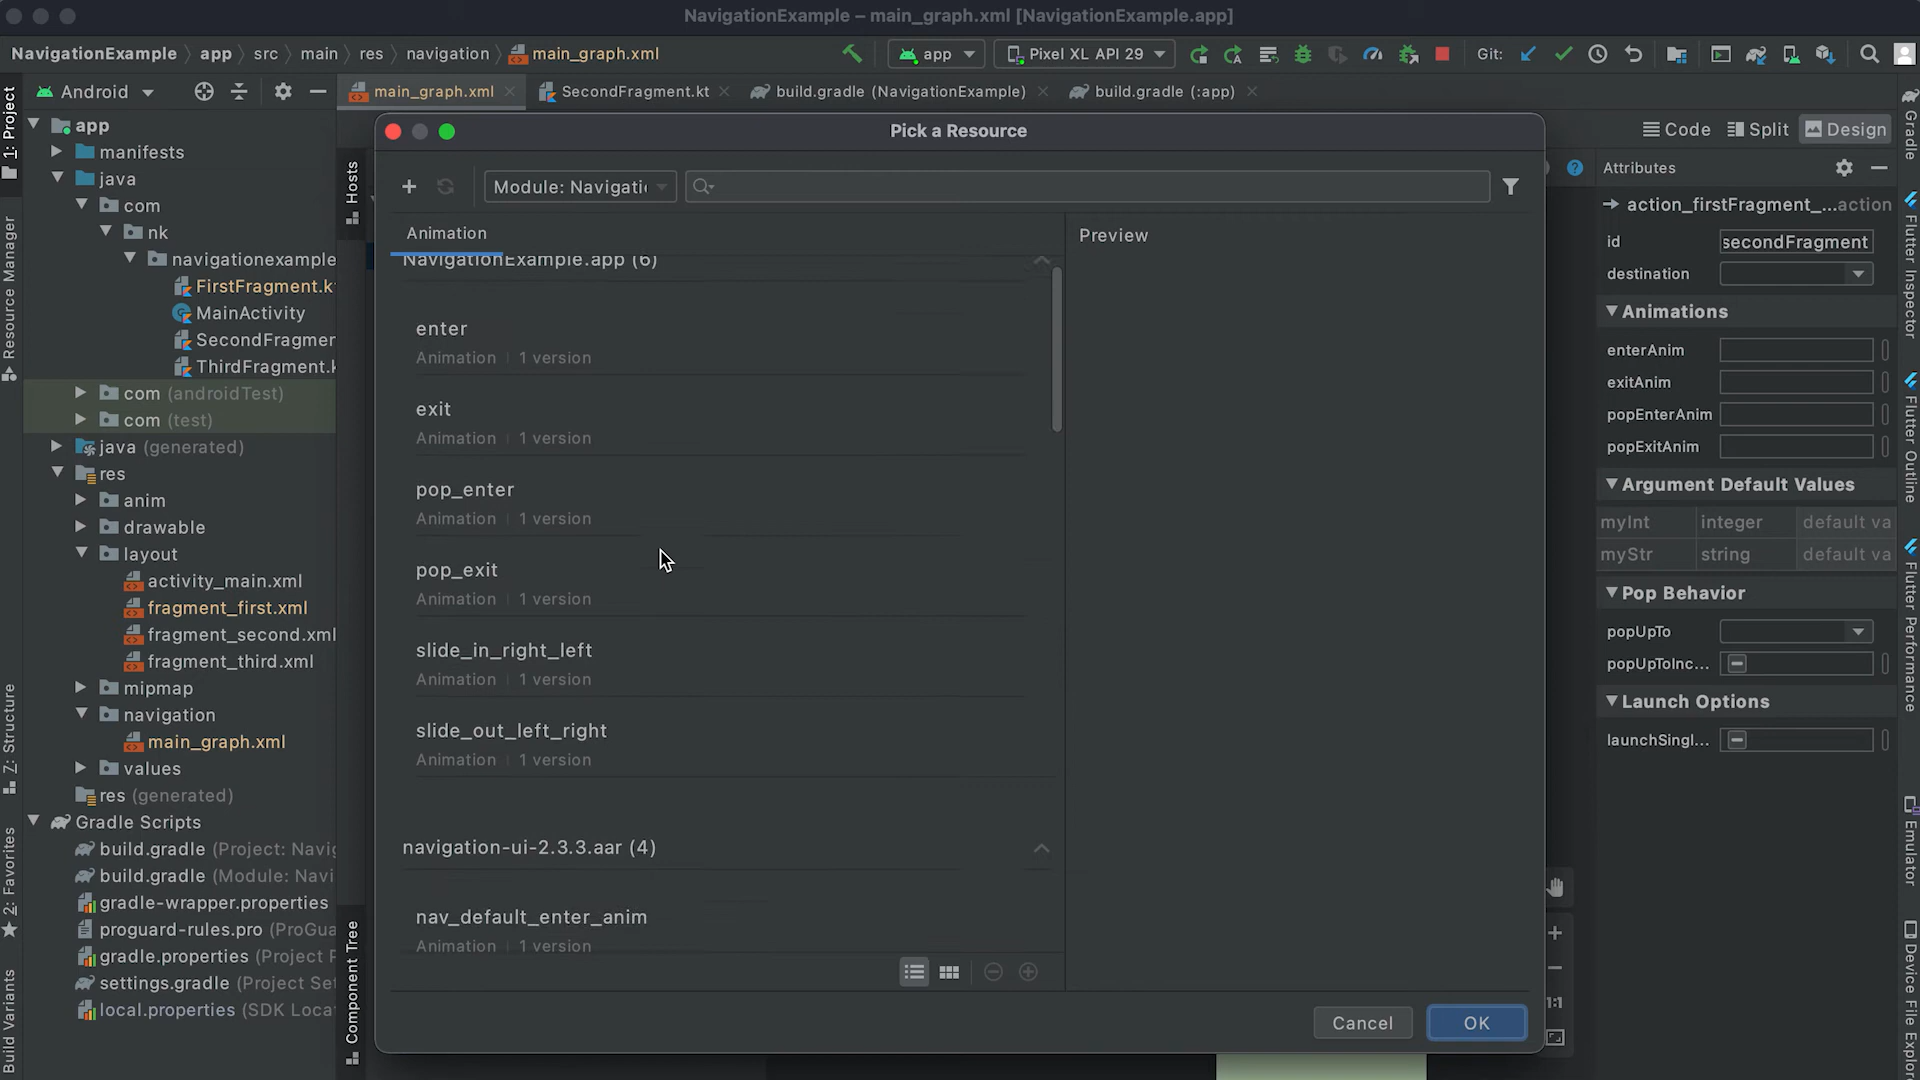 NavigationExample – main_graph.xml [NavigationExample.app]
NavigationExample app src main res navigation main_graph.xml
app Pixel XL API 29 Git:
Android
main_graph.xml SecondFragment.kt build.gradle (NavigationExample) build.gradle (:app)
1: Project
Resource Manager
Z: Structure
2: Favorites
Build Variants
app
manifests
java
com
nk
navigationexample
FirstFragment.k
MainActivity
SecondFragmer
ThirdFragment.k
com (androidTest)
com (test)
java (generated)
res
anim
drawable
layout
activity_main.xml
fragment_first.xml
fragment_second.xml
fragment_third.xml
mipmap
navigation
main_graph.xml
values
res (generated)
Gradle Scripts
build.gradle (Project: Navig
build.gradle (Module: Navi
gradle-wrapper.properties
proguard-rules.pro (ProGua
gradle.properties (Project P
settings.gradle (Project Set
local.properties (SDK Loca
Hosts
Component Tree
Pick a Resource
Module: Navigati
Animation
NavigationExample.app (6)
enter
Animation 1 version
exit
Animation 1 version
pop_enter
Animation 1 version
pop_exit
Animation 1 version
slide_in_right_left
Animation 1 version
slide_out_left_right
Animation 1 version
navigation-ui-2.3.3.aar (4)
nav_default_enter_anim
Animation 1 version
Preview
Cancel OK
1:1
Code Split Design
Attributes
action_firstFragment_...action
id secondFragment
destination
Animations
enterAnim
exitAnim
popEnterAnim
popExitAnim
Argument Default Values
myInt integer default va
myStr string default va
Pop Behavior
popUpTo
popUpToInc...
Launch Options
launchSingl...
Gradle
Flutter Inspector
Flutter Outline
Flutter Performance
Emulator
Device File Explor